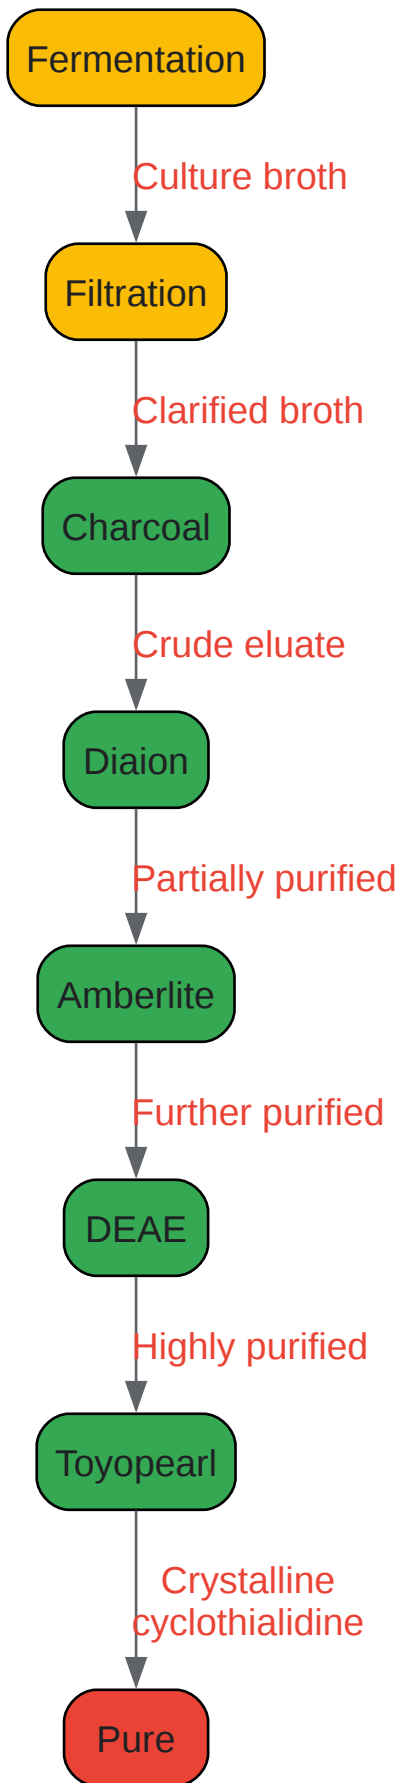 Fermentation
Culture broth
Filtration
Clarified broth
Charcoal
Crude eluate
Diaion
Partially purified
Amberlite
Further purified
DEAE
Highly purified
Toyopearl
Crystalline
cyclothialidine
Pure